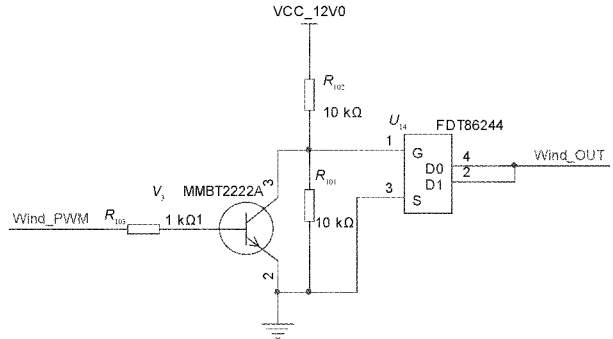 VCC_12V0
R102
10 kΩ
U14
FDT86244
1
G
D0
4
Wind_OUT
D1
2
3
S
R101
10 kΩ
V3
MMBT2222A
3
Wind_PWM
R103
1 kΩ1
2